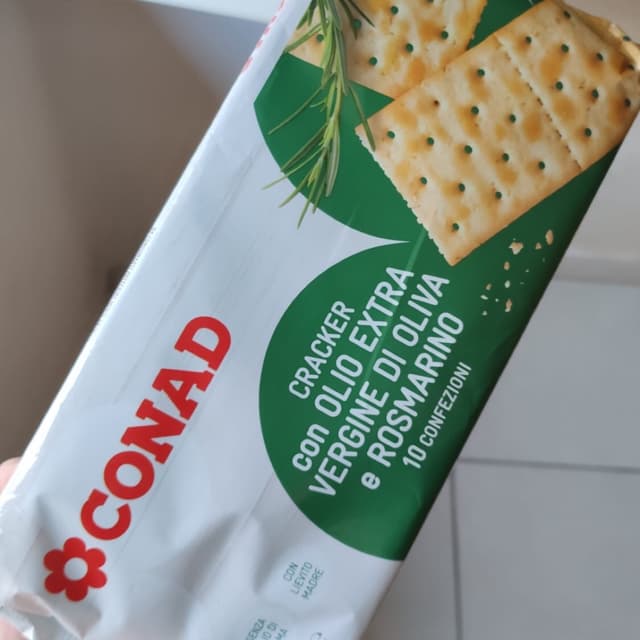 CONAD
CRACKER
con OLIO EXTRA
VERGINE DI OLIVA
e ROSMARINO
10 CONFEZIONI
CON
LIEVITO
MADRE